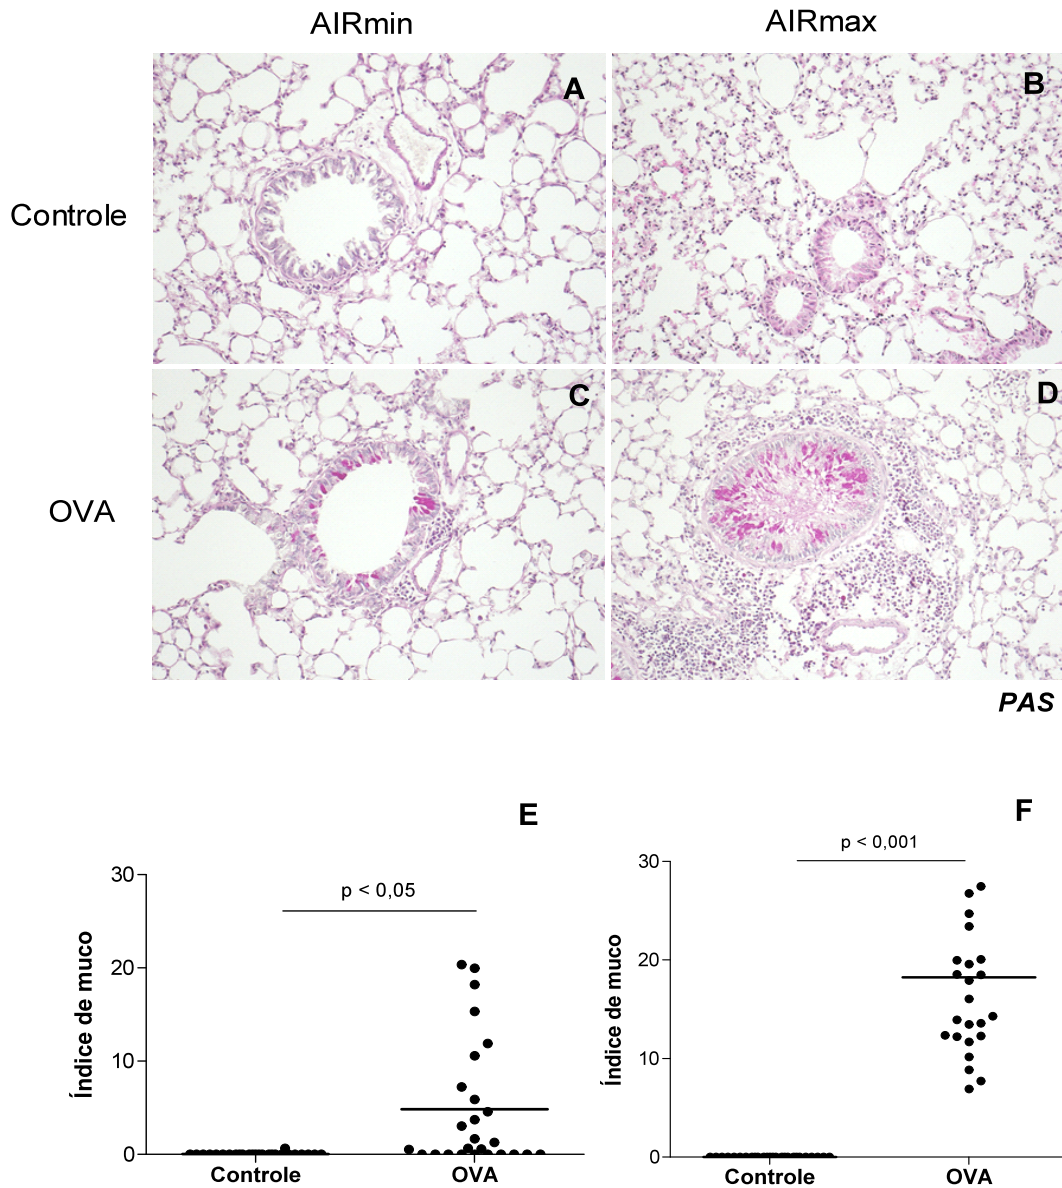 AIRmin
AIRmax
A
B
Controle
C
D
OVA
PAS
E
F
p < 0,05
p < 0,001
Índice de muco
30
20
10
0
Controle
OVA
Índice de muco
30
20
10
0
Controle
OVA